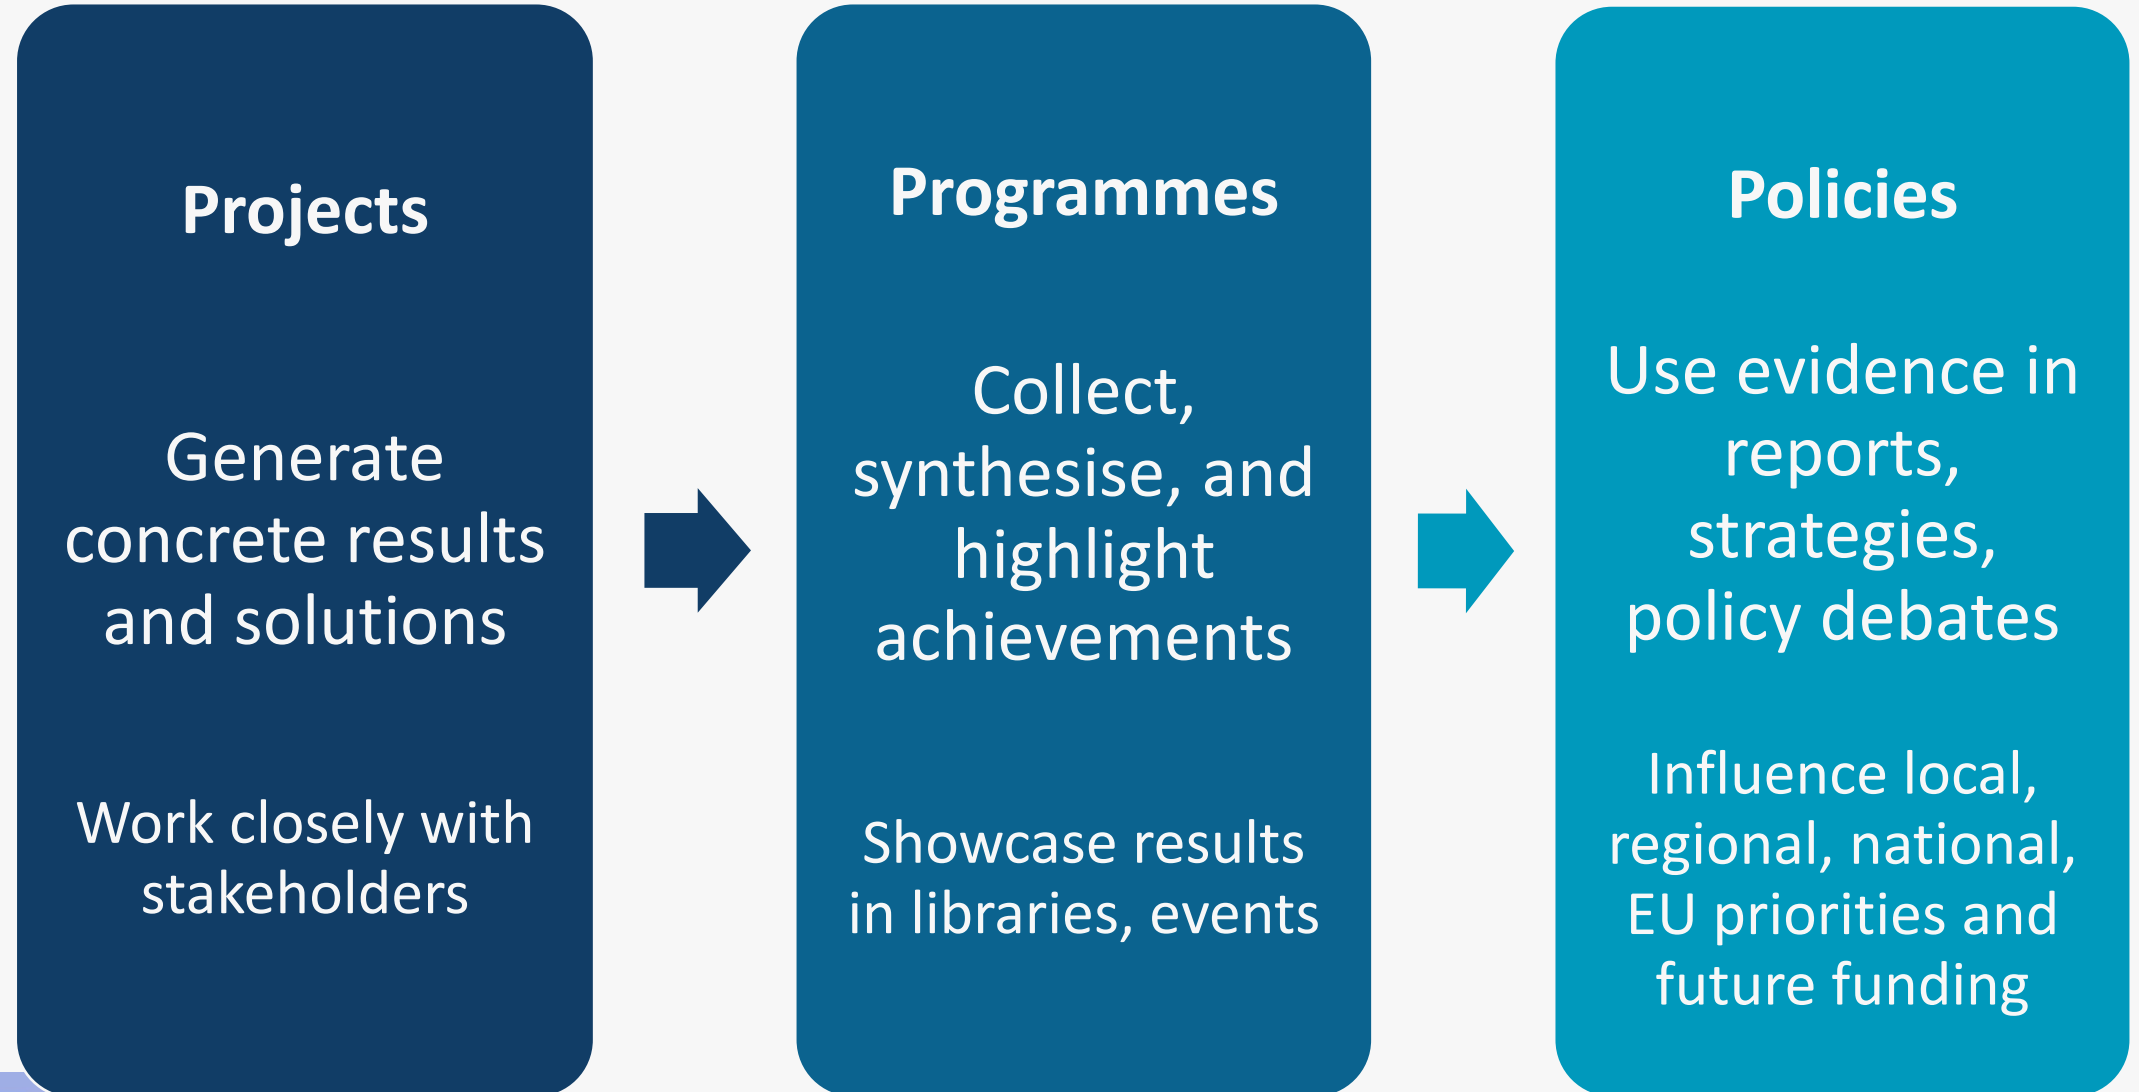 Projects
Generate
concrete results
and solutions
Work closely with
stakeholders
Programmes
Collect,
synthesise, and
highlight
achievements
Showcase results
in libraries, events
Policies
Use evidence in
reports,
strategies,
policy debates
Influence local,
regional, national,
EU priorities and
future funding